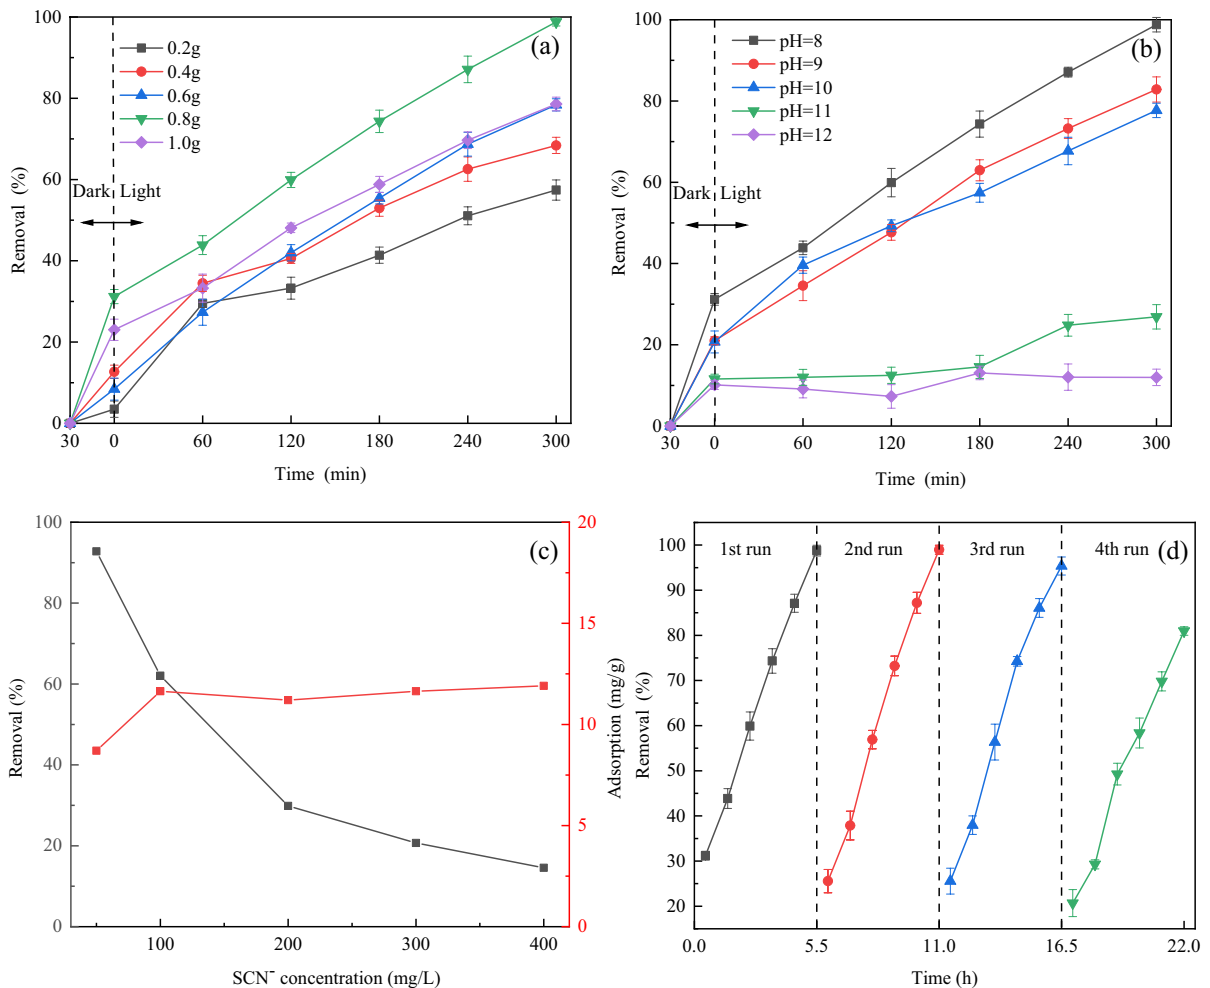 100
80
60
40
20
0
Removal (%)
(a)
0.2g
0.4g
0.6g
0.8g
1.0g
Dark Light
30 0 60 120 180 240 300
Time (min)
100
80
60
40
20
0
Removal (%)
(b)
pH=8
pH=9
pH=10
pH=11
pH=12
Dark Light
30 0 60 120 180 240 300
Time (min)
100
80
60
40
20
0
Removal (%)
(c)
20
15
10
5
0
Adsorption (mg/g)
100 200 300 400
SCN⁻ concentration (mg/L)
100
90
80
70
60
50
40
30
20
Removal (%)
1st run 2nd run 3rd run 4th run (d)
0.0 5.5 11.0 16.5 22.0
Time (h)